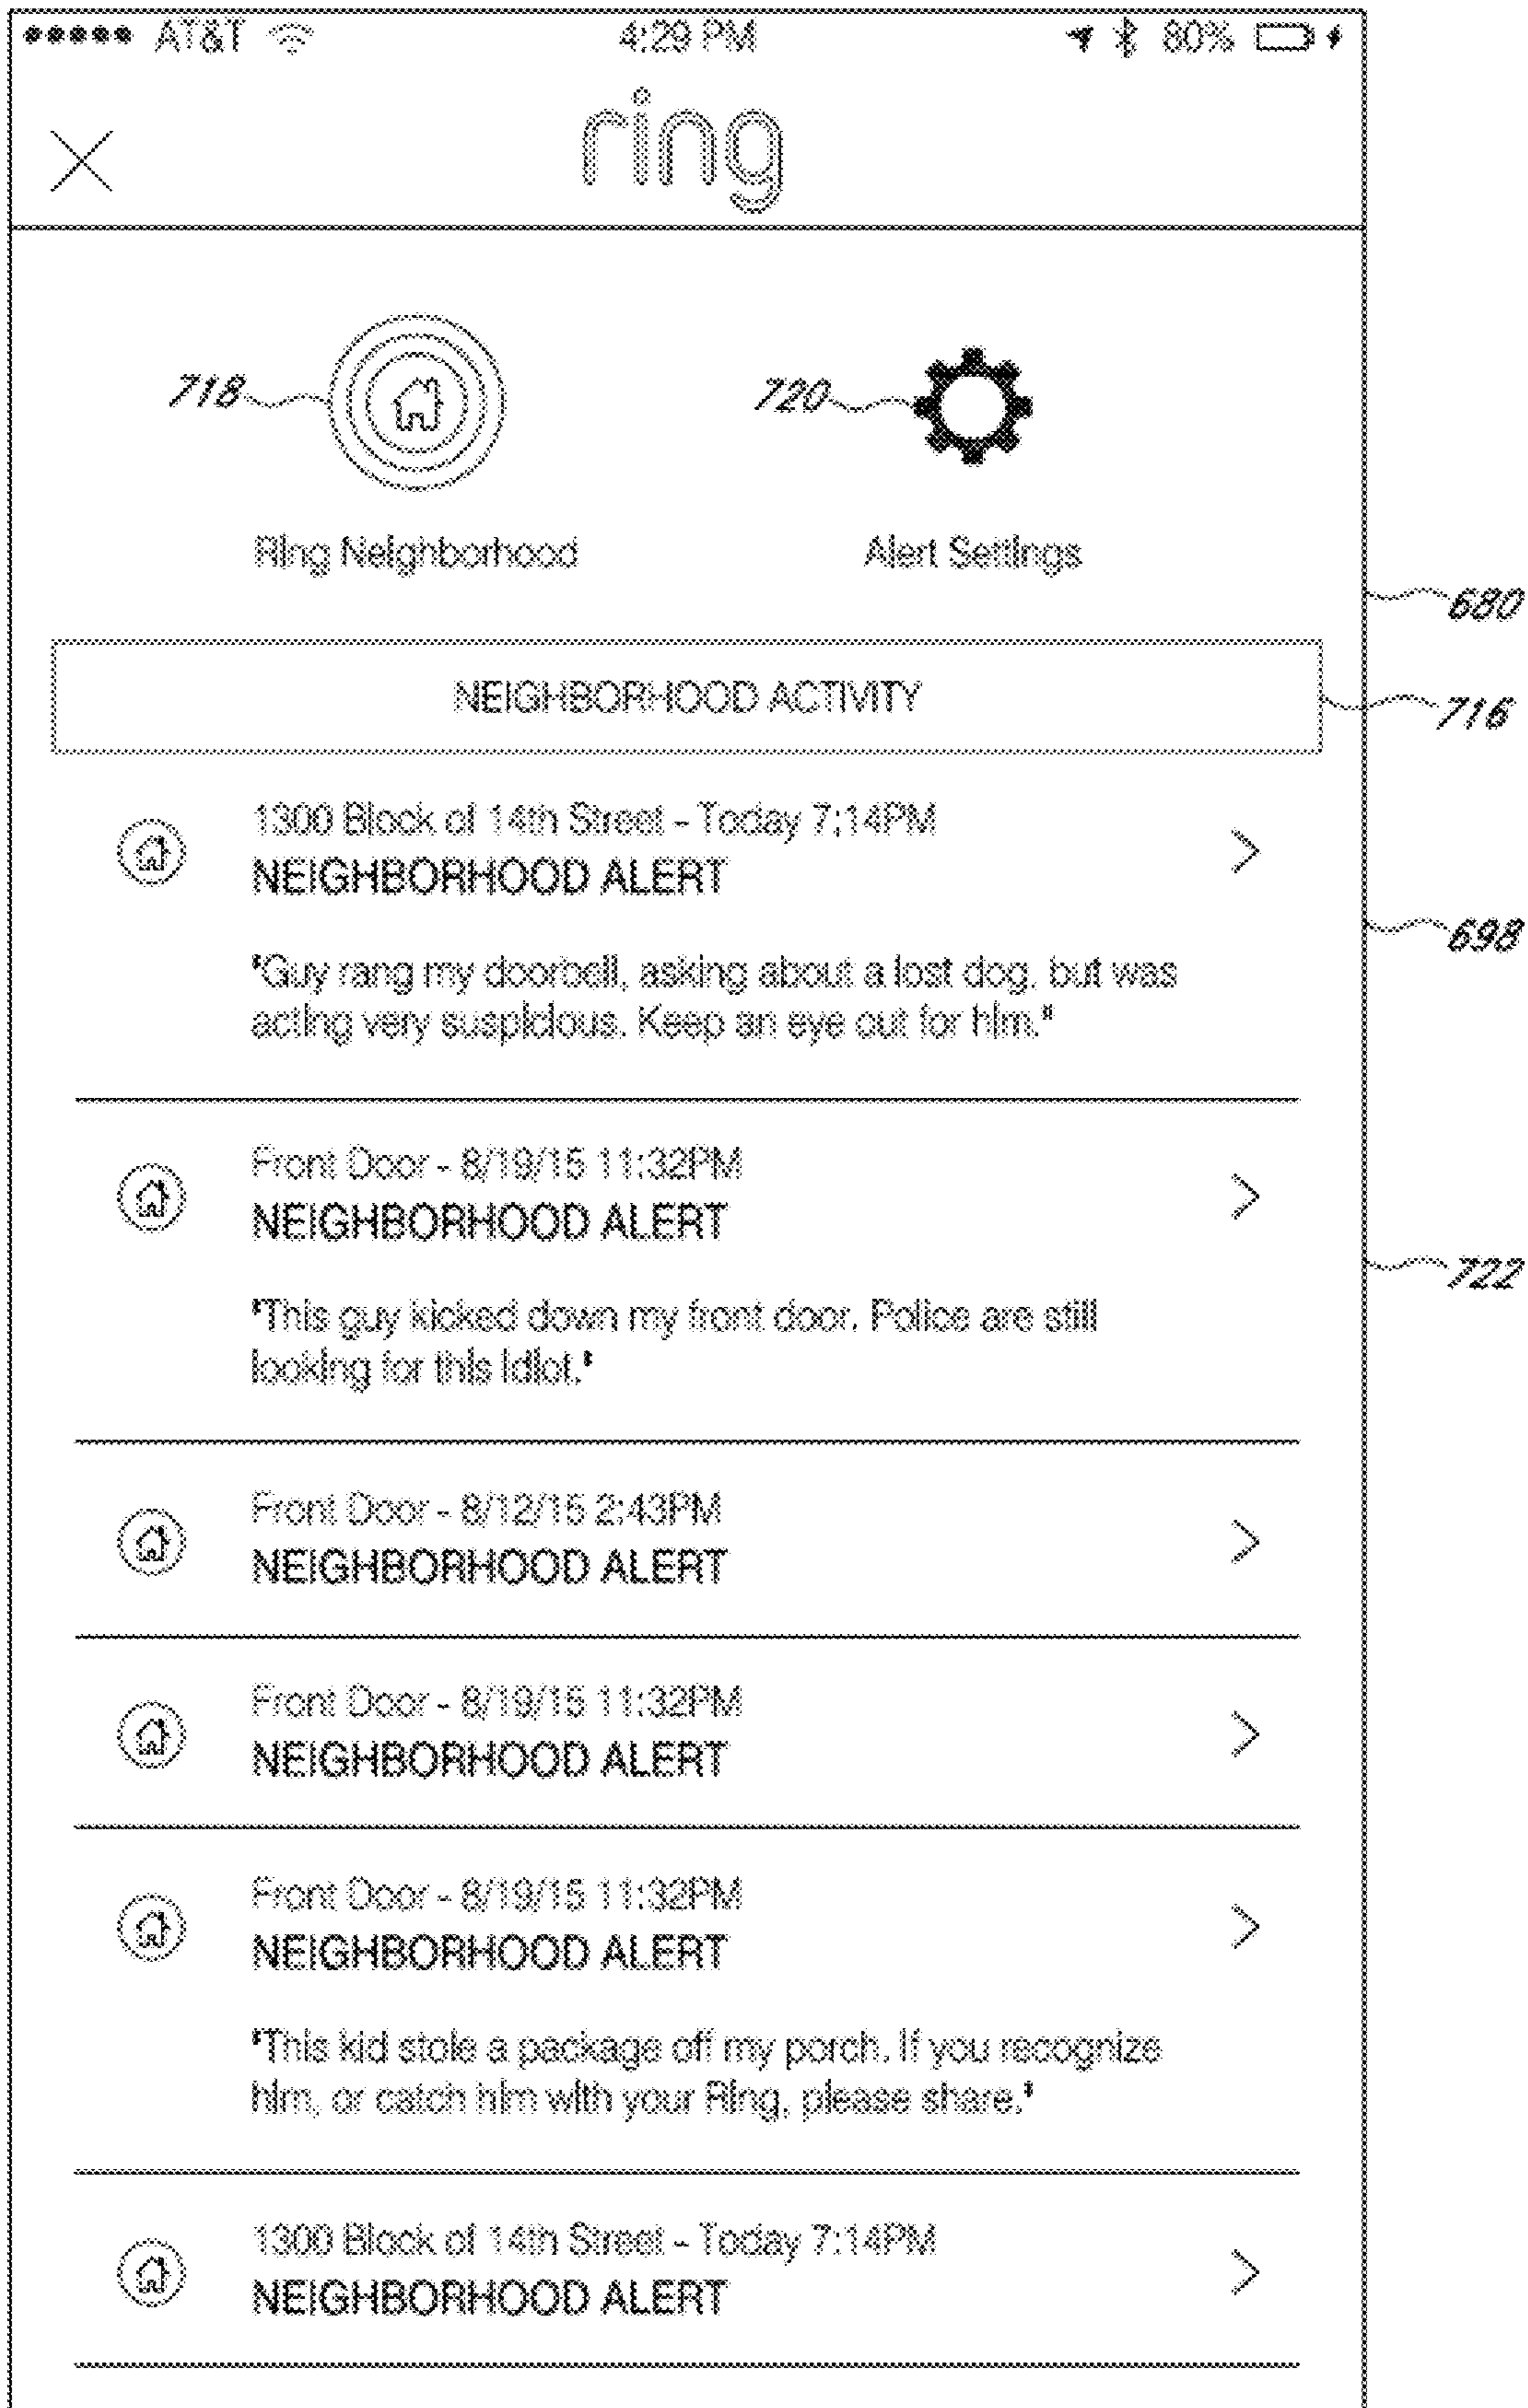 AT&T 4:29 PM 80%
ring
718 720
Ring Neighborhood Alert Settings
680
NEIGHBORHOOD ACTIVITY
716
1300 Block of 14th Street - Today 7:14PM
NEIGHBORHOOD ALERT
698
"Guy rang my doorbell, asking about a lost dog, but was
acting very suspicious. Keep an eye out for him."
Front Door - 8/19/15 11:32PM
NEIGHBORHOOD ALERT
722
"This guy kicked down my front door. Police are still
looking for this idiot."
Front Door - 8/12/15 2:43PM
NEIGHBORHOOD ALERT
Front Door - 8/19/15 11:32PM
NEIGHBORHOOD ALERT
Front Door - 8/19/15 11:32PM
NEIGHBORHOOD ALERT
"This kid stole a package off my porch. If you recognize
him, or catch him with your Ring, please share."
1300 Block of 14th Street - Today 7:14PM
NEIGHBORHOOD ALERT